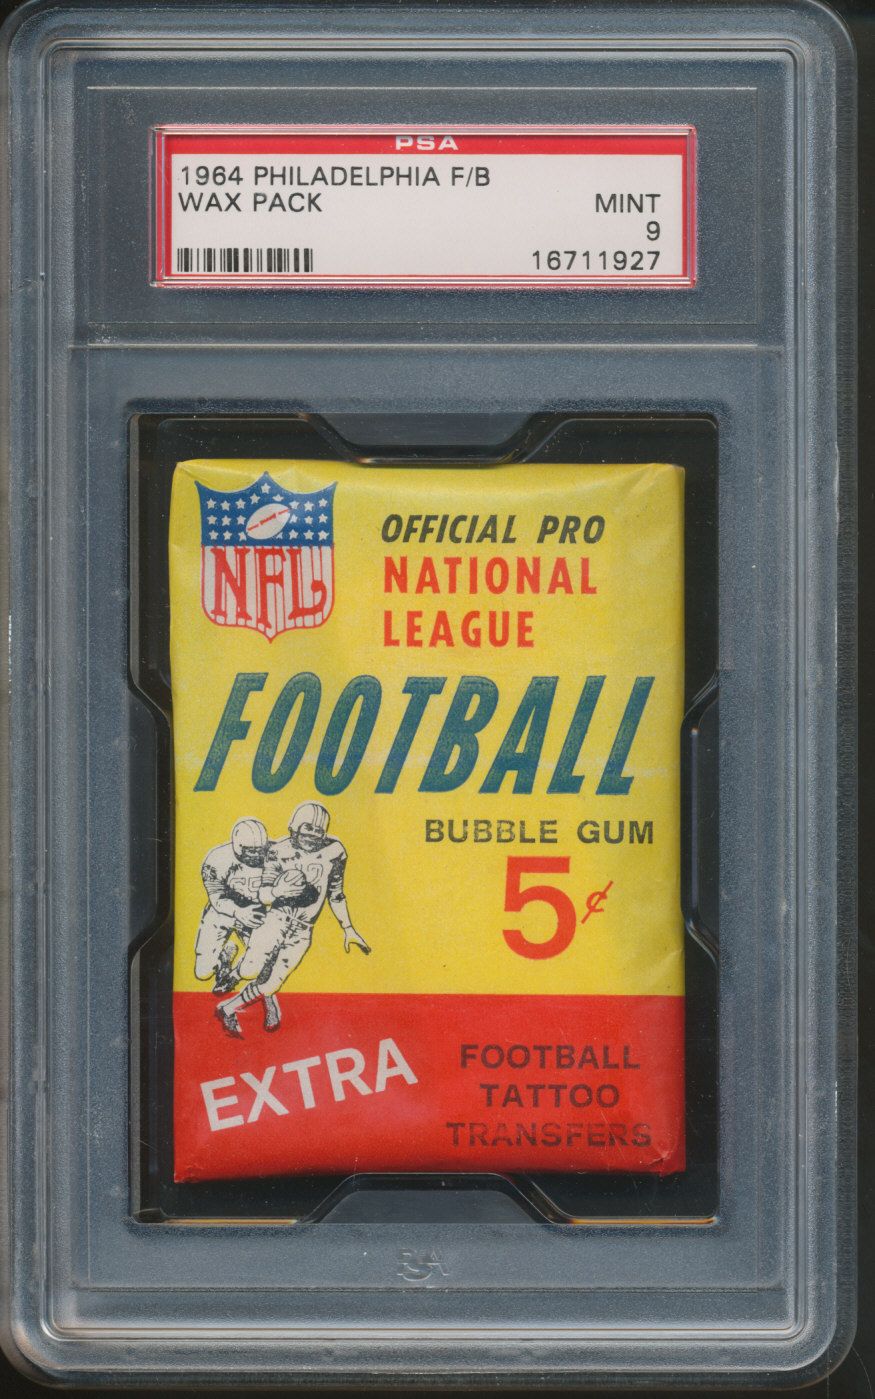 PSA
1964 PHILADELPHIA F/B
WAX PACK
MINT
9
16711927
NFL
OFFICIAL PRO
NATIONAL
LEAGUE
FOOTBALL
BUBBLE GUM
5¢
EXTRA
FOOTBALL
TATTOO
TRANSFERS
PSA